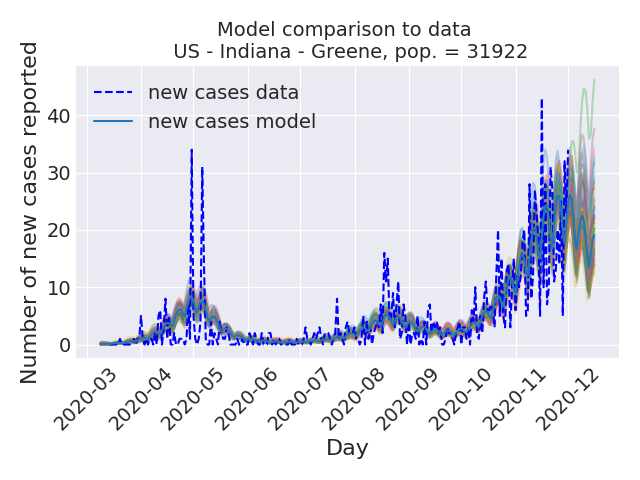 Model comparison to data
US - Indiana - Greene, pop. = 31922
Number of new cases reported
40
30
20
10
0
new cases data
new cases model
2020-03
2020-04
2020-05
2020-06
2020-07
2020-08
2020-09
2020-10
2020-11
2020-12
Day